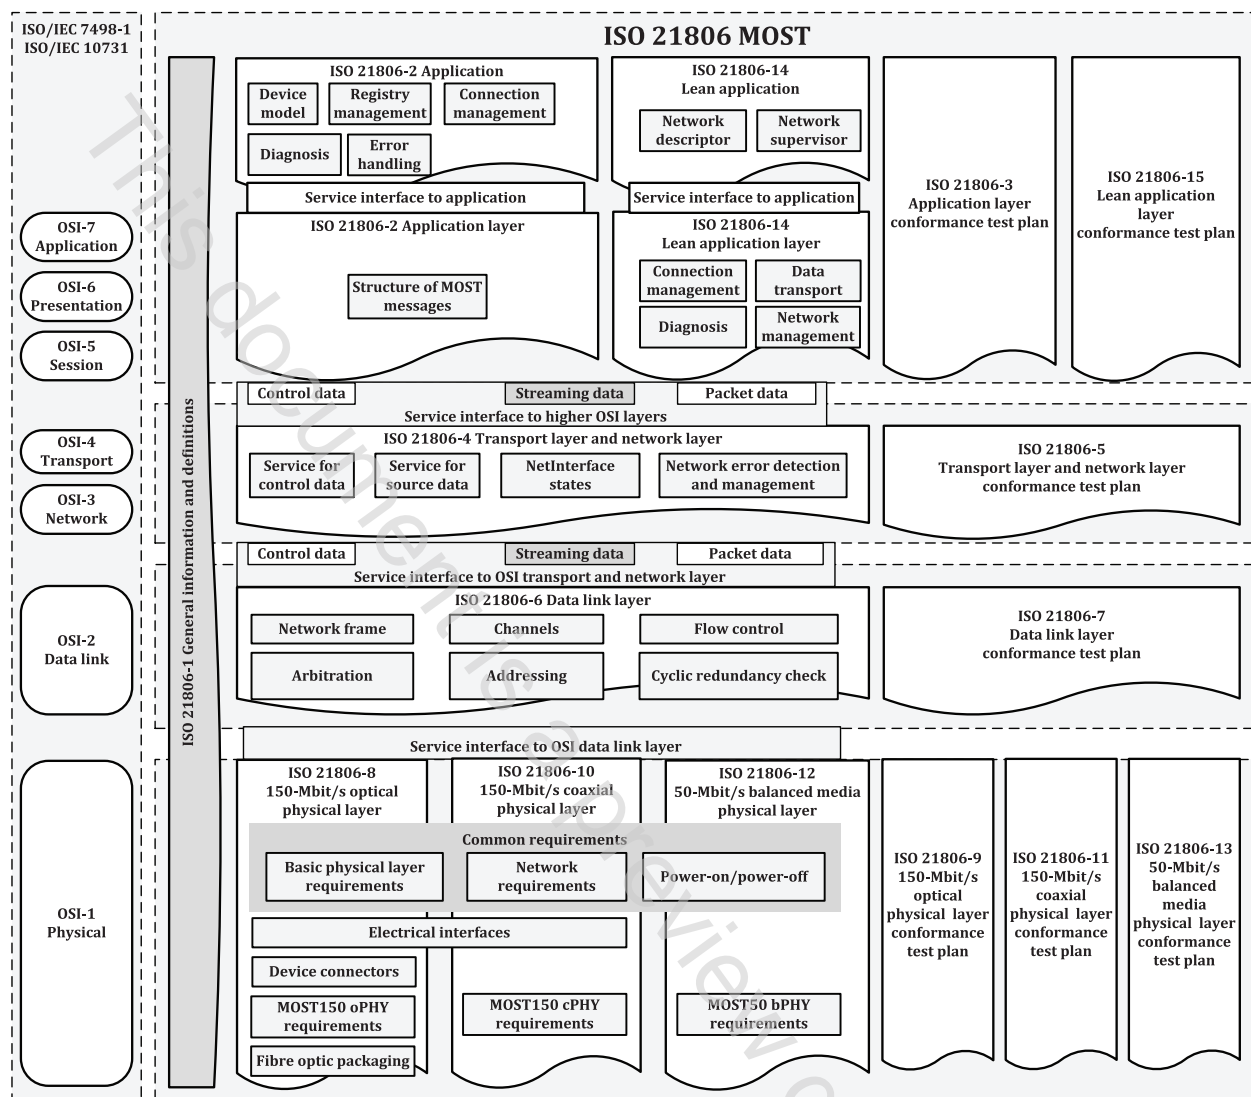 ISO/IEC 7498-1
ISO/IEC 10731
ISO 21806 MOST
OSI-7
Application
OSI-6
Presentation
OSI-5
Session
OSI-4
Transport
OSI-3
Network
OSI-2
Data link
OSI-1
Physical
ISO 21806-1 General information and definitions
ISO 21806-2 Application
Device
model
Registry
management
Connection
management
Diagnosis
Error
handling
Service interface to application
ISO 21806-2 Application layer
Structure of MOST
messages
ISO 21806-14
Lean application
Network
descriptor
Network
supervisor
Service interface to application
ISO 21806-14
Lean application layer
Connection
management
Data
transport
Diagnosis
Network
management
ISO 21806-3
Application layer
conformance test plan
ISO 21806-15
Lean application
layer
conformance test plan
Control data
Streaming data
Packet data
Service interface to higher OSI layers
ISO 21806-4 Transport layer and network layer
Service for
control data
Service for
source data
NetInterface
states
Network error detection
and management
ISO 21806-5
Transport layer and network layer
conformance test plan
Control data
Streaming data
Packet data
Service interface to OSI transport and network layer
ISO 21806-6 Data link layer
Network frame
Channels
Flow control
Arbitration
Addressing
Cyclic redundancy check
ISO 21806-7
Data link layer
conformance test plan
Service interface to OSI data link layer
ISO 21806-8
150-Mbit/s optical
physical layer
ISO 21806-10
150-Mbit/s coaxial
physical layer
ISO 21806-12
50-Mbit/s balanced media
physical layer
Common requirements
Basic physical layer
requirements
Network
requirements
Power-on/power-off
Electrical interfaces
Device connectors
MOST150 oPHY
requirements
Fibre optic packaging
MOST150 cPHY
requirements
MOST50 bPHY
requirements
ISO 21806-9
150-Mbit/s
optical
physical layer
conformance
test plan
ISO 21806-11
150-Mbit/s
coaxial
physical layer
conformance
test plan
ISO 21806-13
50-Mbit/s
balanced
media
physical layer
conformance
test plan
This document is a preview